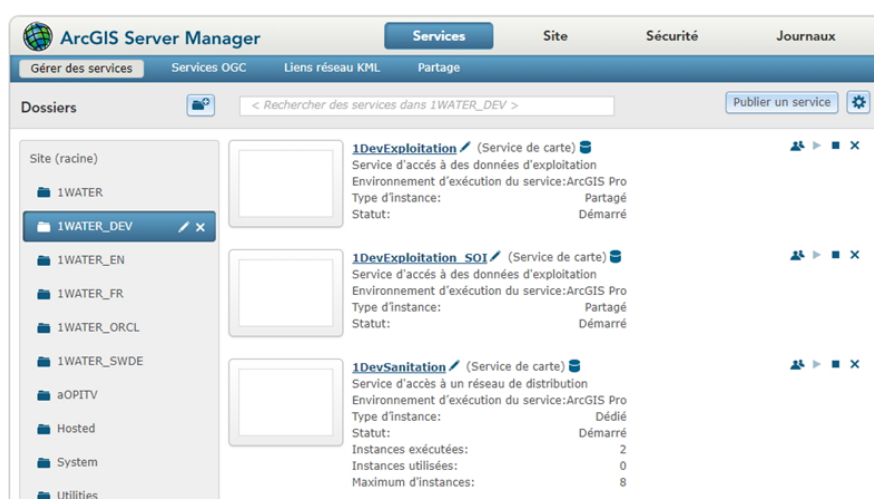 ArcGIS Server Manager
Services Site Sécurité Journaux
Gérer des services Services OGC Liens réseau KML Partage
Dossiers
< Rechercher des services dans 1WATER_DEV >
Publier un service
Site (racine)
1WATER
1WATER_DEV
1WATER_EN
1WATER_FR
1WATER_ORCL
1WATER_SWDE
aOPITV
Hosted
System
Utilities
1DevExploitation (Service de carte)
Service d'accés à des données d'exploitation
Environnement d'exécution du service:ArcGIS Pro
Type d'instance: Partagé
Statut: Démarré
1DevExploitation_SOI (Service de carte)
Service d'accés à des données d'exploitation
Environnement d'exécution du service:ArcGIS Pro
Type d'instance: Partagé
Statut: Démarré
1DevSanitation (Service de carte)
Service d'accès à un réseau de distribution
Environnement d'exécution du service:ArcGIS Pro
Type d'instance: Dédié
Statut: Démarré
Instances exécutées: 2
Instances utilisées: 0
Maximum d'instances: 8